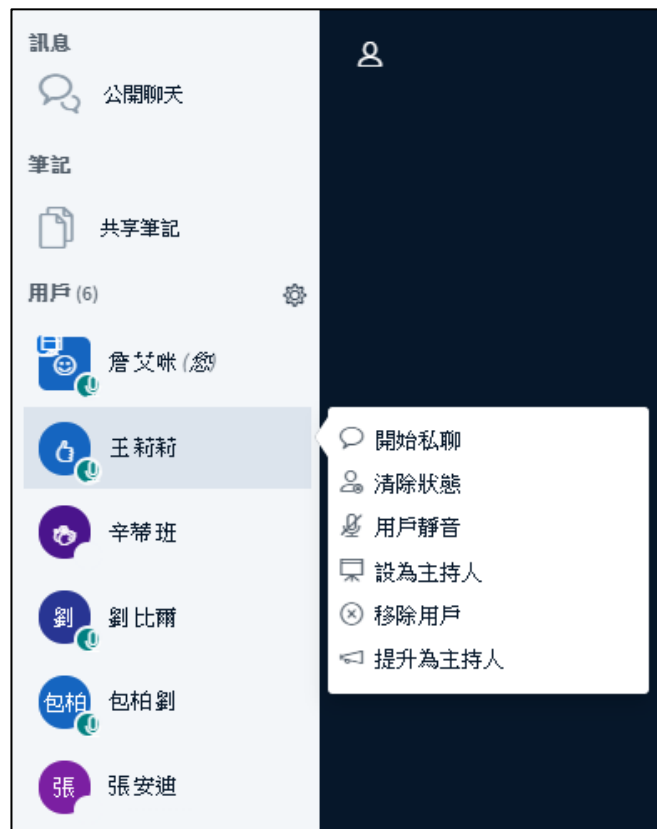 訊息
公開聊天
筆記
共享筆記
用戶 (6)
詹艾咪 (您)
王莉莉
開始私聊
清除狀態
用戶靜音
設為主持人
移除用戶
提升為主持人
辛蒂班
劉 劉比爾
包柏 包柏劉
張 張安迪